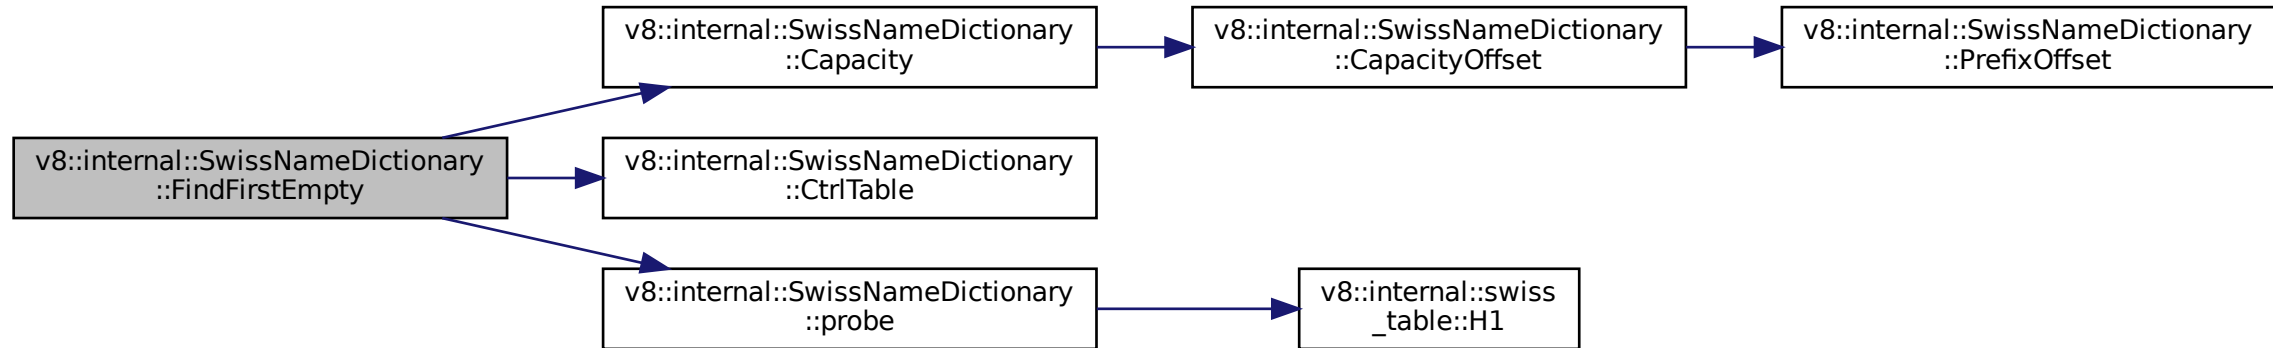 v8::internal::SwissNameDictionary
::FindFirstEmpty
v8::internal::SwissNameDictionary
::Capacity
v8::internal::SwissNameDictionary
::CapacityOffset
v8::internal::SwissNameDictionary
::PrefixOffset
v8::internal::SwissNameDictionary
::CtrlTable
v8::internal::SwissNameDictionary
::probe
v8::internal::swiss
_table::H1